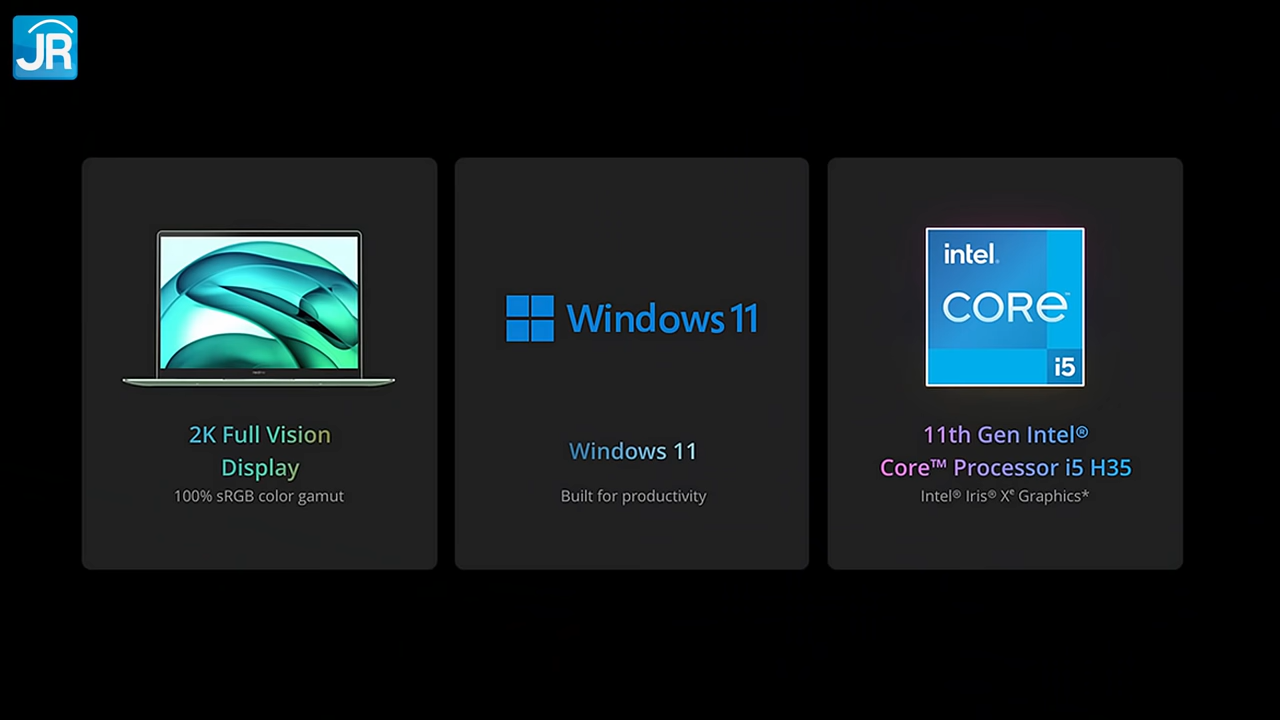 JR
2K Full Vision
Display
100% sRGB color gamut
Windows 11
Windows 11
Built for productivity
intel.
CORE™
i5
11th Gen Intel®
Core™ Processor i5 H35
Intel® Iris® Xᵉ Graphics*